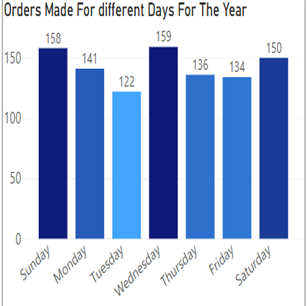 Orders Made For different Days For The Year
158
141
122
159
136
134
150
150
100
50
0
Sunday
Monday
Tuesday
Wednesday
Thursday
Friday
Saturday